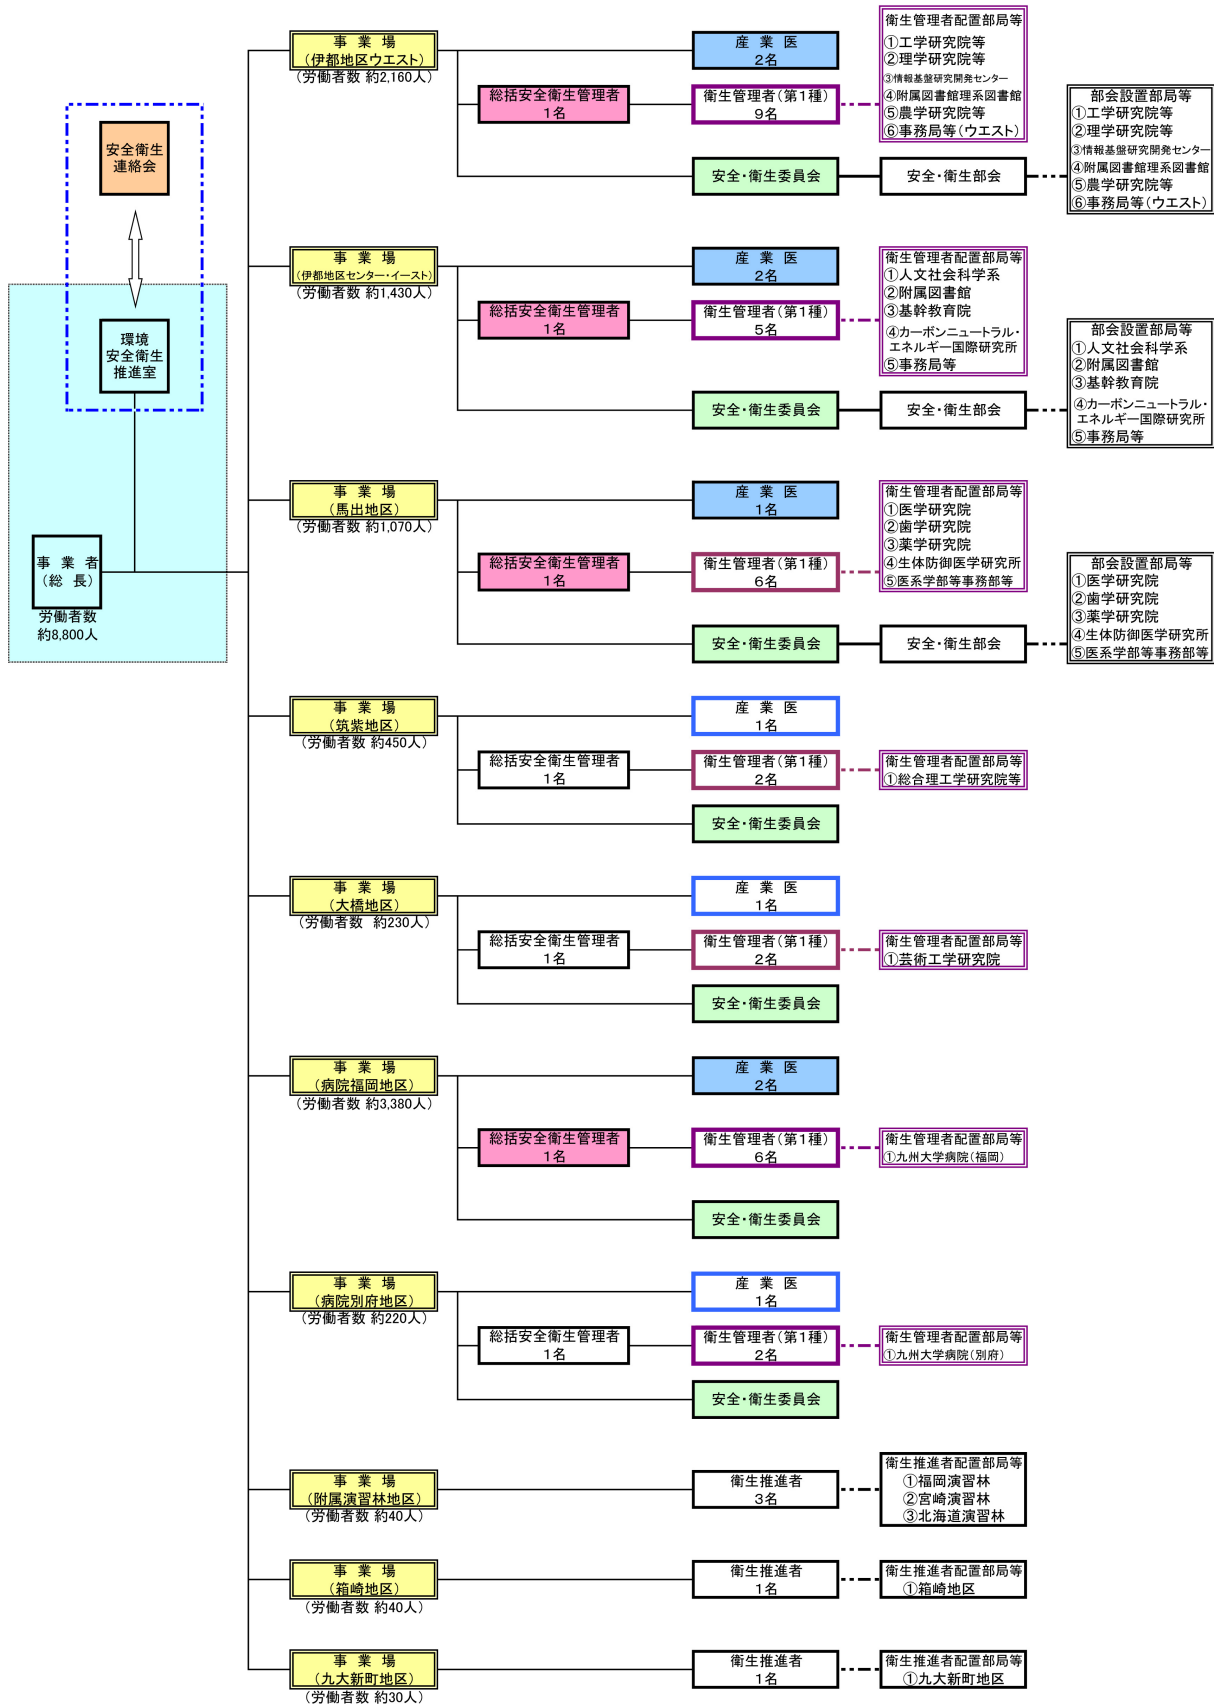 安全衛生
連絡会
環境
安全衛生
推進室
事 業 者
（総 長）
労働者数
約8,800人
事 業 場
（伊都地区ウエスト）
（労働者数 約2,160人）
産 業 医
2名
総括安全衛生管理者
1名
衛生管理者（第1種）
9名
衛生管理者配置部局等
①工学研究院等
②理学研究院等
③情報基盤研究開発センター
④附属図書館理系図書館
⑤農学研究院等
⑥事務局等（ウエスト）
安全・衛生委員会
安全・衛生部会
部会設置部局等
①工学研究院等
②理学研究院等
③情報基盤研究開発センター
④附属図書館理系図書館
⑤農学研究院等
⑥事務局等（ウエスト）
事 業 場
（伊都地区センター・イースト）
（労働者数 約1,430人）
産 業 医
2名
総括安全衛生管理者
1名
衛生管理者（第1種）
5名
衛生管理者配置部局等
①人文社会科学系
②附属図書館
③基幹教育院
④カーボンニュートラル・
エネルギー国際研究所
⑤事務局等
安全・衛生委員会
安全・衛生部会
部会設置部局等
①人文社会科学系
②附属図書館
③基幹教育院
④カーボンニュートラル・
エネルギー国際研究所
⑤事務局等
事 業 場
（馬出地区）
（労働者数 約1,070人）
産 業 医
1名
総括安全衛生管理者
1名
衛生管理者（第1種）
6名
衛生管理者配置部局等
①医学研究院
②歯学研究院
③薬学研究院
④生体防御医学研究所
⑤医系学部等事務部等
安全・衛生委員会
安全・衛生部会
部会設置部局等
①医学研究院
②歯学研究院
③薬学研究院
④生体防御医学研究所
⑤医系学部等事務部等
事 業 場
（筑紫地区）
（労働者数 約450人）
産 業 医
1名
総括安全衛生管理者
1名
衛生管理者（第1種）
2名
衛生管理者配置部局等
①総合理工学研究院等
安全・衛生委員会
事 業 場
（大橋地区）
（労働者数 約230人）
産 業 医
1名
総括安全衛生管理者
1名
衛生管理者（第1種）
2名
衛生管理者配置部局等
①芸術工学研究院
安全・衛生委員会
事 業 場
（病院福岡地区）
（労働者数 約3,380人）
産 業 医
2名
総括安全衛生管理者
1名
衛生管理者（第1種）
6名
衛生管理者配置部局等
①九州大学病院（福岡）
安全・衛生委員会
事 業 場
（病院別府地区）
（労働者数 約220人）
産 業 医
1名
総括安全衛生管理者
1名
衛生管理者（第1種）
2名
衛生管理者配置部局等
①九州大学病院（別府）
安全・衛生委員会
事 業 場
（附属演習林地区）
（労働者数 約40人）
衛生推進者
3名
衛生推進者配置部局等
①福岡演習林
②宮崎演習林
③北海道演習林
事 業 場
（箱崎地区）
（労働者数 約40人）
衛生推進者
1名
衛生推進者配置部局等
①箱崎地区
事 業 場
（九大新町地区）
（労働者数 約30人）
衛生推進者
1名
衛生推進者配置部局等
①九大新町地区